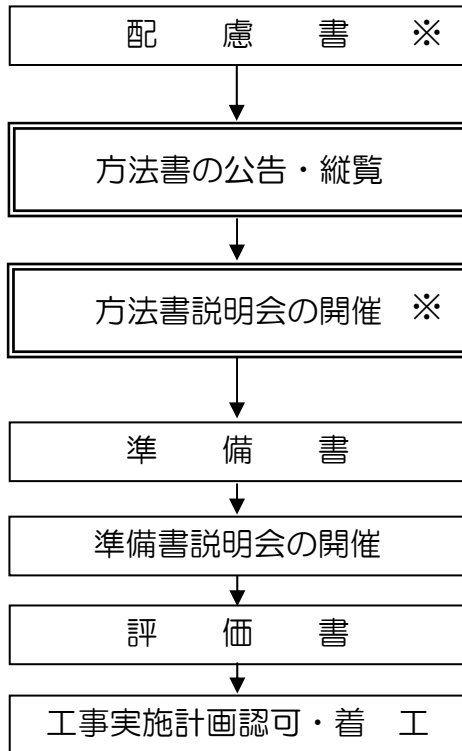 配　慮　書　※
方法書の公告・縦覧
方法書説明会の開催　※
準　備　書
準備書説明会の開催
評　価　書
工事実施計画認可・着　工